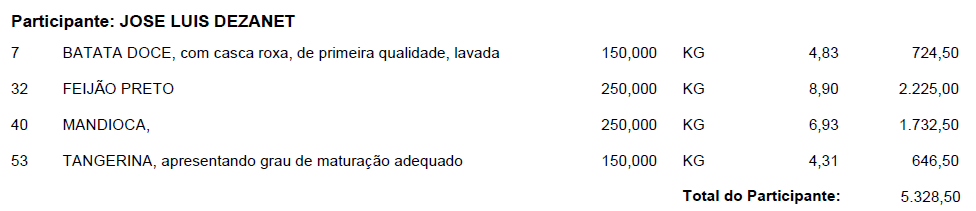 Participante: JOSE LUIS DEZANET
7 BATATA DOCE, com casca roxa, de primeira qualidade, lavada 150,000 KG 4,83 724,50
32 FEIJÃO PRETO 250,000 KG 8,90 2.225,00
40 MANDIOCA, 250,000 KG 6,93 1.732,50
53 TANGERINA, apresentando grau de maturação adequado 150,000 KG 4,31 646,50
Total do Participante: 5.328,50